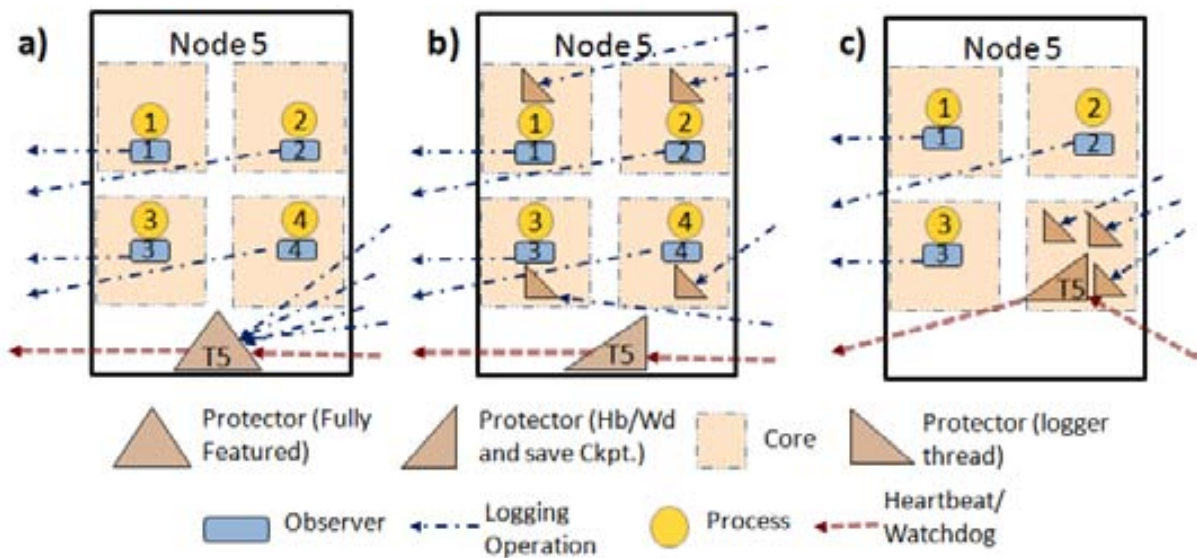 a)
Node 5
1
2
1
2
3
4
3
4
T5
b)
Node 5
1
2
1
2
3
4
3
4
T5
c)
Node 5
1
2
1
2
3
3
T5
Protector (Fully
Featured)
Protector (Hb/Wd
and save Ckpt.)
Core
Protector (logger
thread)
Observer
Logging
Operation
Process
Heartbeat/
Watchdog